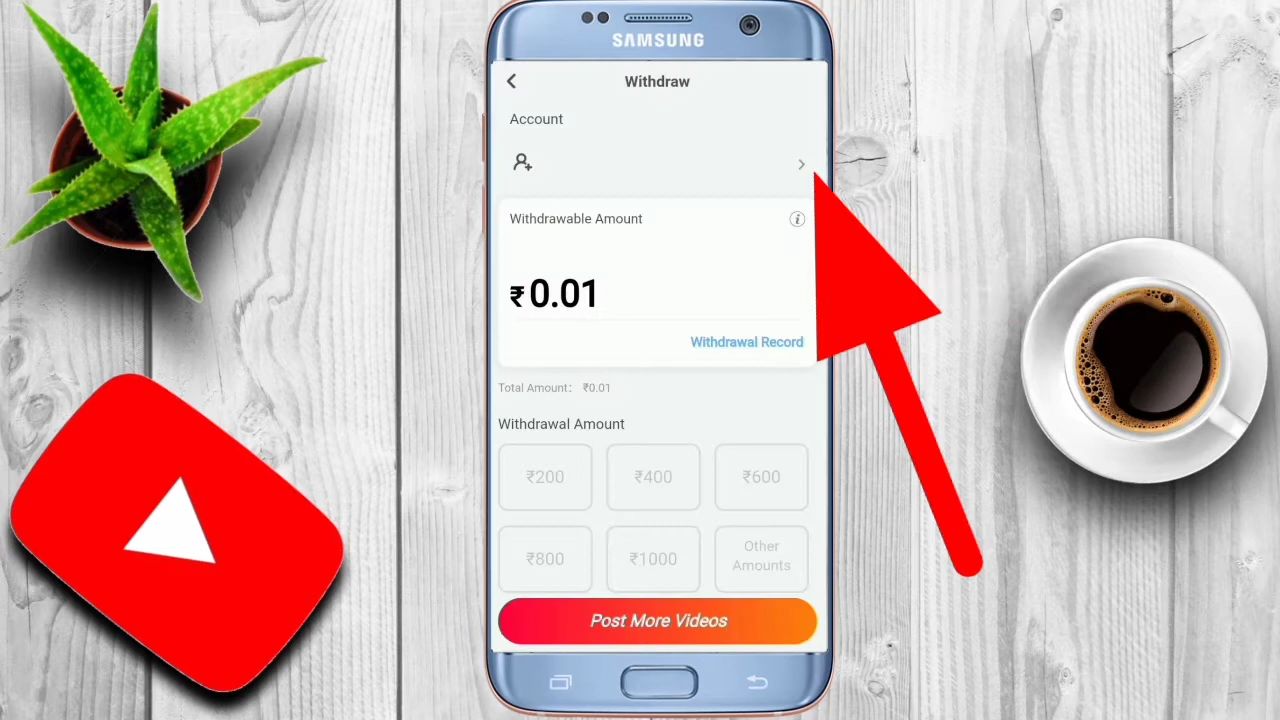 SAMSUNG
Withdraw
Account
Withdrawable Amount
₹0.01
Withdrawal Record
Total Amount: ₹0.01
Withdrawal Amount
₹200 ₹400 ₹600
₹800 ₹1000 Other
Amounts
Post More Videos